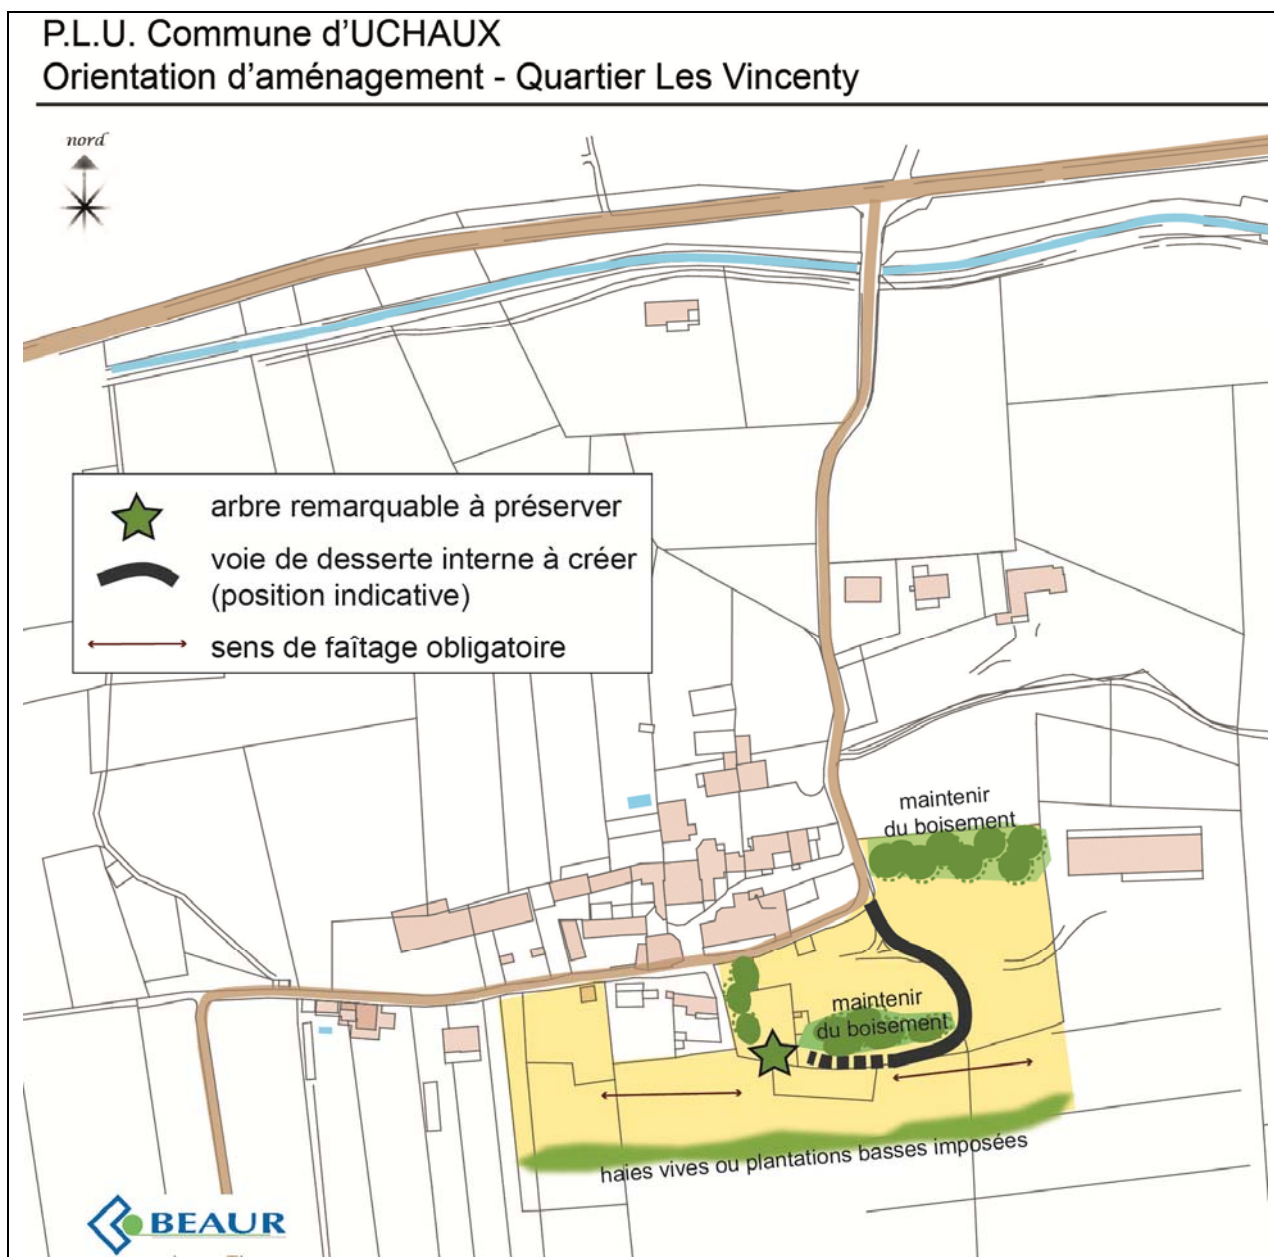 P.L.U. Commune d'UCHAUX
Orientation d'aménagement - Quartier Les Vincenty
nord
arbre remarquable à préserver
voie de desserte interne à créer
(position indicative)
sens de faîtage obligatoire
maintenir
du boisement
maintenir
du boisement
haies vives ou plantations basses imposées
BEAUR